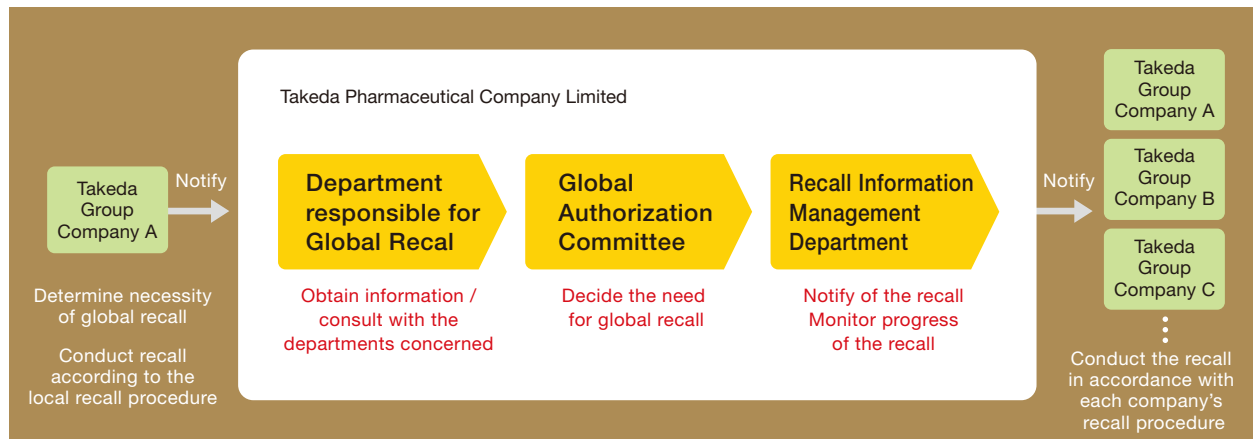 Takeda
Group
Company A
Notify
Determine necessity
of global recall
Conduct recall
according to the
local recall procedure
Takeda Pharmaceutical Company Limited
Department
responsible for
Global Recal
Obtain information /
consult with the
departments concerned
Global
Authorization
Committee
Decide the need
for global recall
Recall Information
Management
Department
Notify of the recall
Monitor progress
of the recall
Notify
Takeda
Group
Company A
Takeda
Group
Company B
Takeda
Group
Company C
Conduct the recall
in accordance with
each company’s
recall procedure